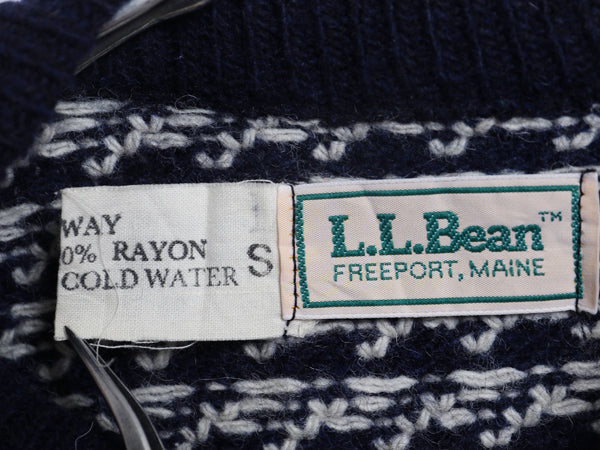 WAY
0% RAYON
COLD WATER
S
L.L.Bean™
FREEPORT, MAINE